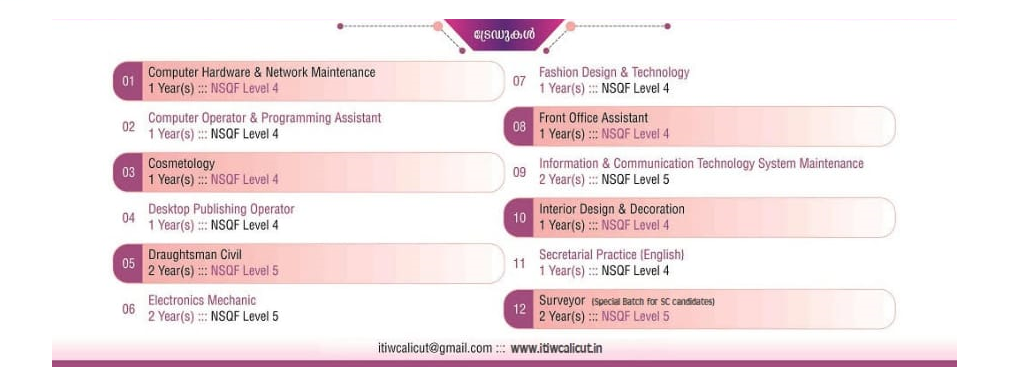 ട്രേഡുകൾ
01
Computer Hardware & Network Maintenance
1 Year(s) ::: NSQF Level 4
02
Computer Operator & Programming Assistant
1 Year(s) ::: NSQF Level 4
03
Cosmetology
1 Year(s) ::: NSQF Level 4
04
Desktop Publishing Operator
1 Year(s) ::: NSQF Level 4
05
Draughtsman Civil
2 Year(s) ::: NSQF Level 5
06
Electronics Mechanic
2 Year(s) ::: NSQF Level 5
07
Fashion Design & Technology
1 Year(s) ::: NSQF Level 4
08
Front Office Assistant
1 Year(s) ::: NSQF Level 4
09
Information & Communication Technology System Maintenance
2 Year(s) ::: NSQF Level 5
10
Interior Design & Decoration
1 Year(s) ::: NSQF Level 4
11
Secretarial Practice (English)
1 Year(s) ::: NSQF Level 4
12
Surveyor (Special Batch for SC candidates)
2 Year(s) ::: NSQF Level 5
itiwcalicut@gmail.com ::: www.itiwcalicut.in